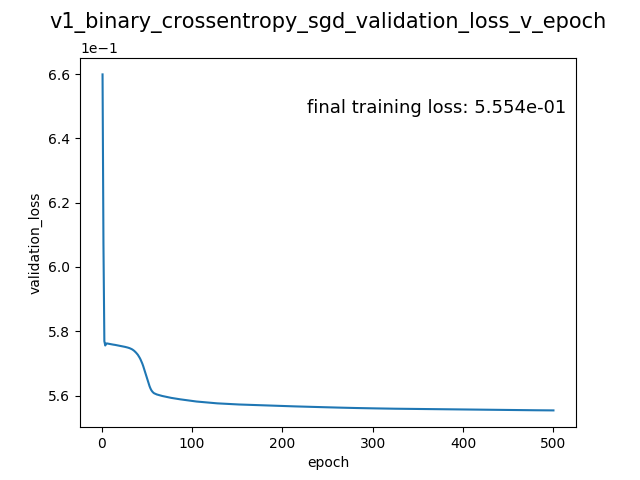 v1_binary_crossentropy_sgd_validation_loss_v_epoch
1e−1
6.6
final training loss: 5.554e-01
6.4
6.2
validation_loss
6.0
5.8
5.6
0 100 200 300 400 500
epoch